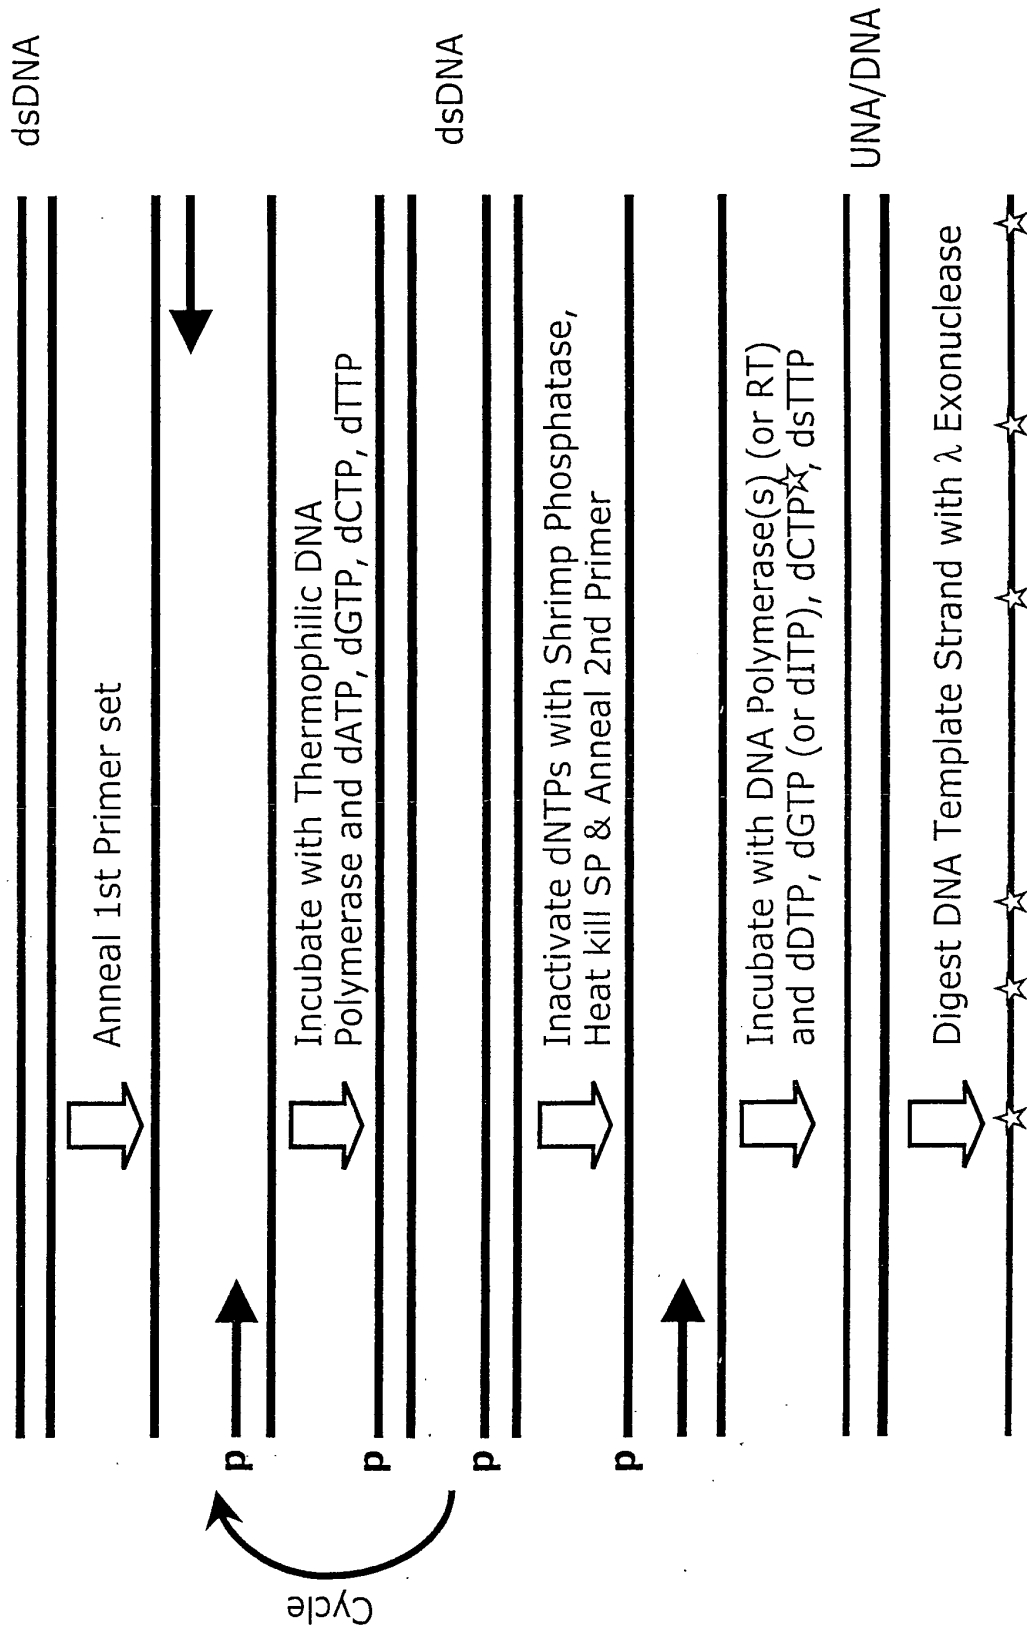 dsDNA
Anneal 1st Primer set
p
Cycle
Incubate with Thermophilic DNA
Polymerase and dATP, dGTP, dCTP, dTTP
p
dsDNA
p
Inactivate dNTPs with Shrimp Phosphatase,
Heat kill SP & Anneal 2nd Primer
p
Incubate with DNA Polymerase(s) (or RT)
and dDTP, dGTP (or dITP), dCTP☆, dsTTP
UNA/DNA
Digest DNA Template Strand with λ Exonuclease